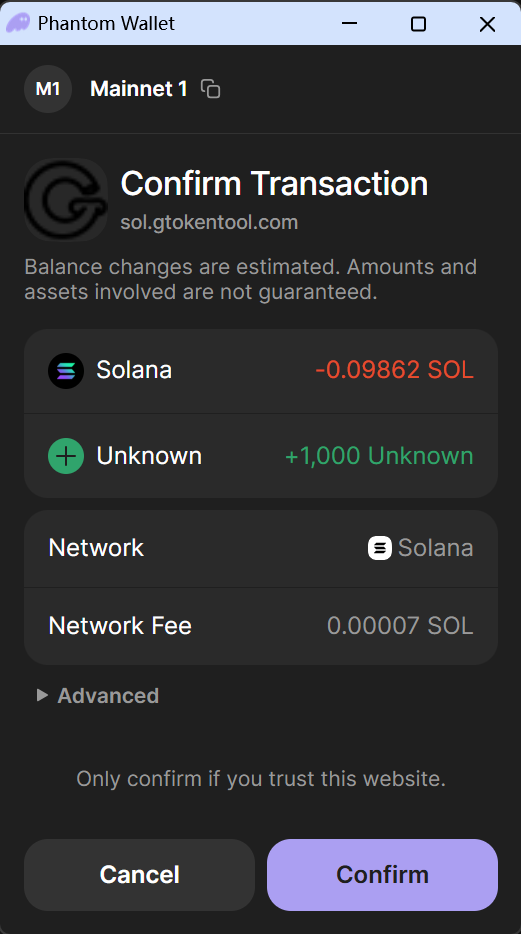 Phantom Wallet
M1 Mainnet 1
Confirm Transaction
sol.gtokentool.com
Balance changes are estimated. Amounts and
assets involved are not guaranteed.
Solana -0.09862 SOL
Unknown +1,000 Unknown
Network Solana
Network Fee 0.00007 SOL
Advanced
Only confirm if you trust this website.
Cancel Confirm